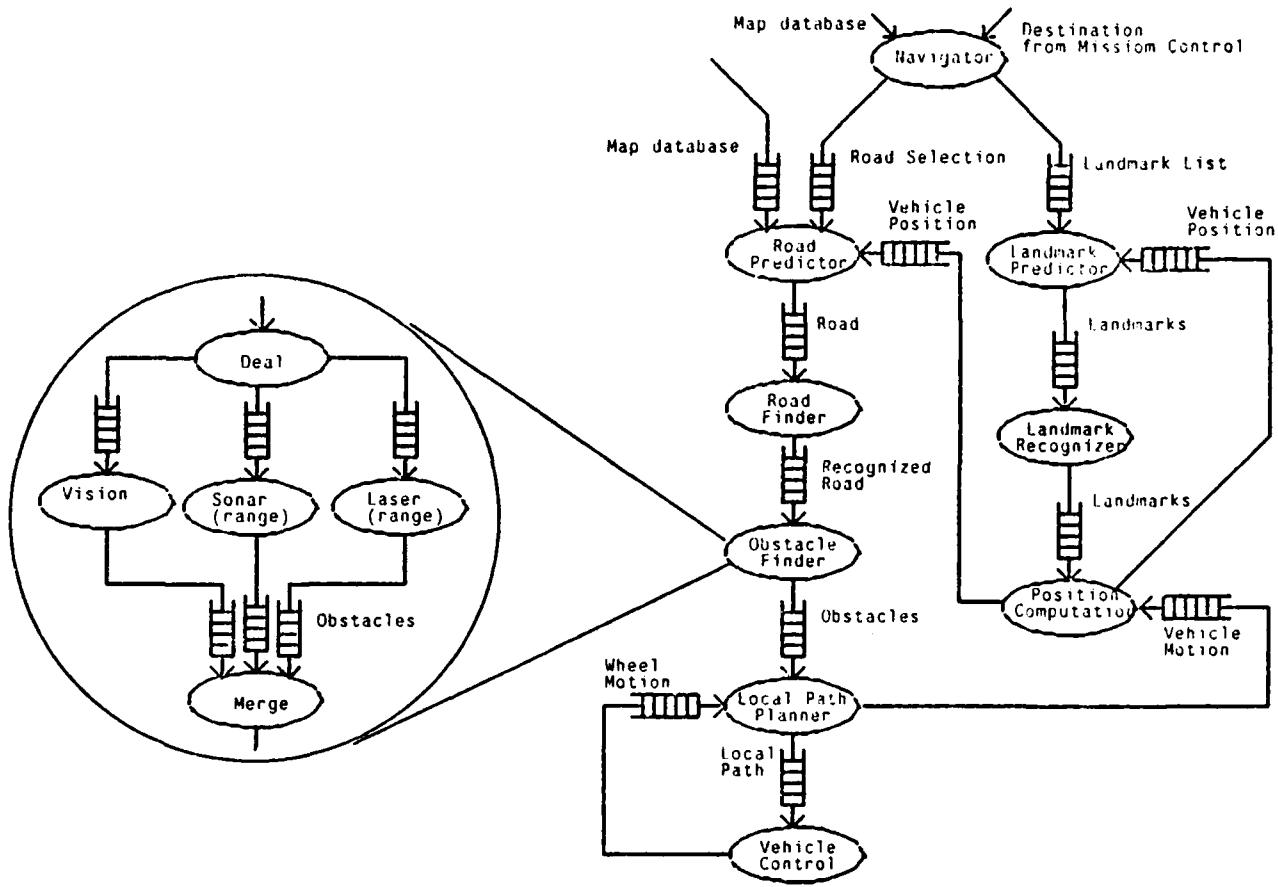 Map database
Destination
from Missiom Control
Navigator
Map database
Road Selection
Landmark List
Vehicle
Position
Vehicle
Position
Road
Predictor
Landmark
Predictor
Road
Landmarks
Road
Finder
Landmark
Recognizer
Recognized
Road
Landmarks
Obstacle
Finder
Position
Computation
Obstacles
Vehicle
Motion
Wheel
Motion
Local Path
Planner
Local
Path
Vehicle
Control
Deal
Vision
Sonar
(range)
Laser
(range)
Obstacles
Merge